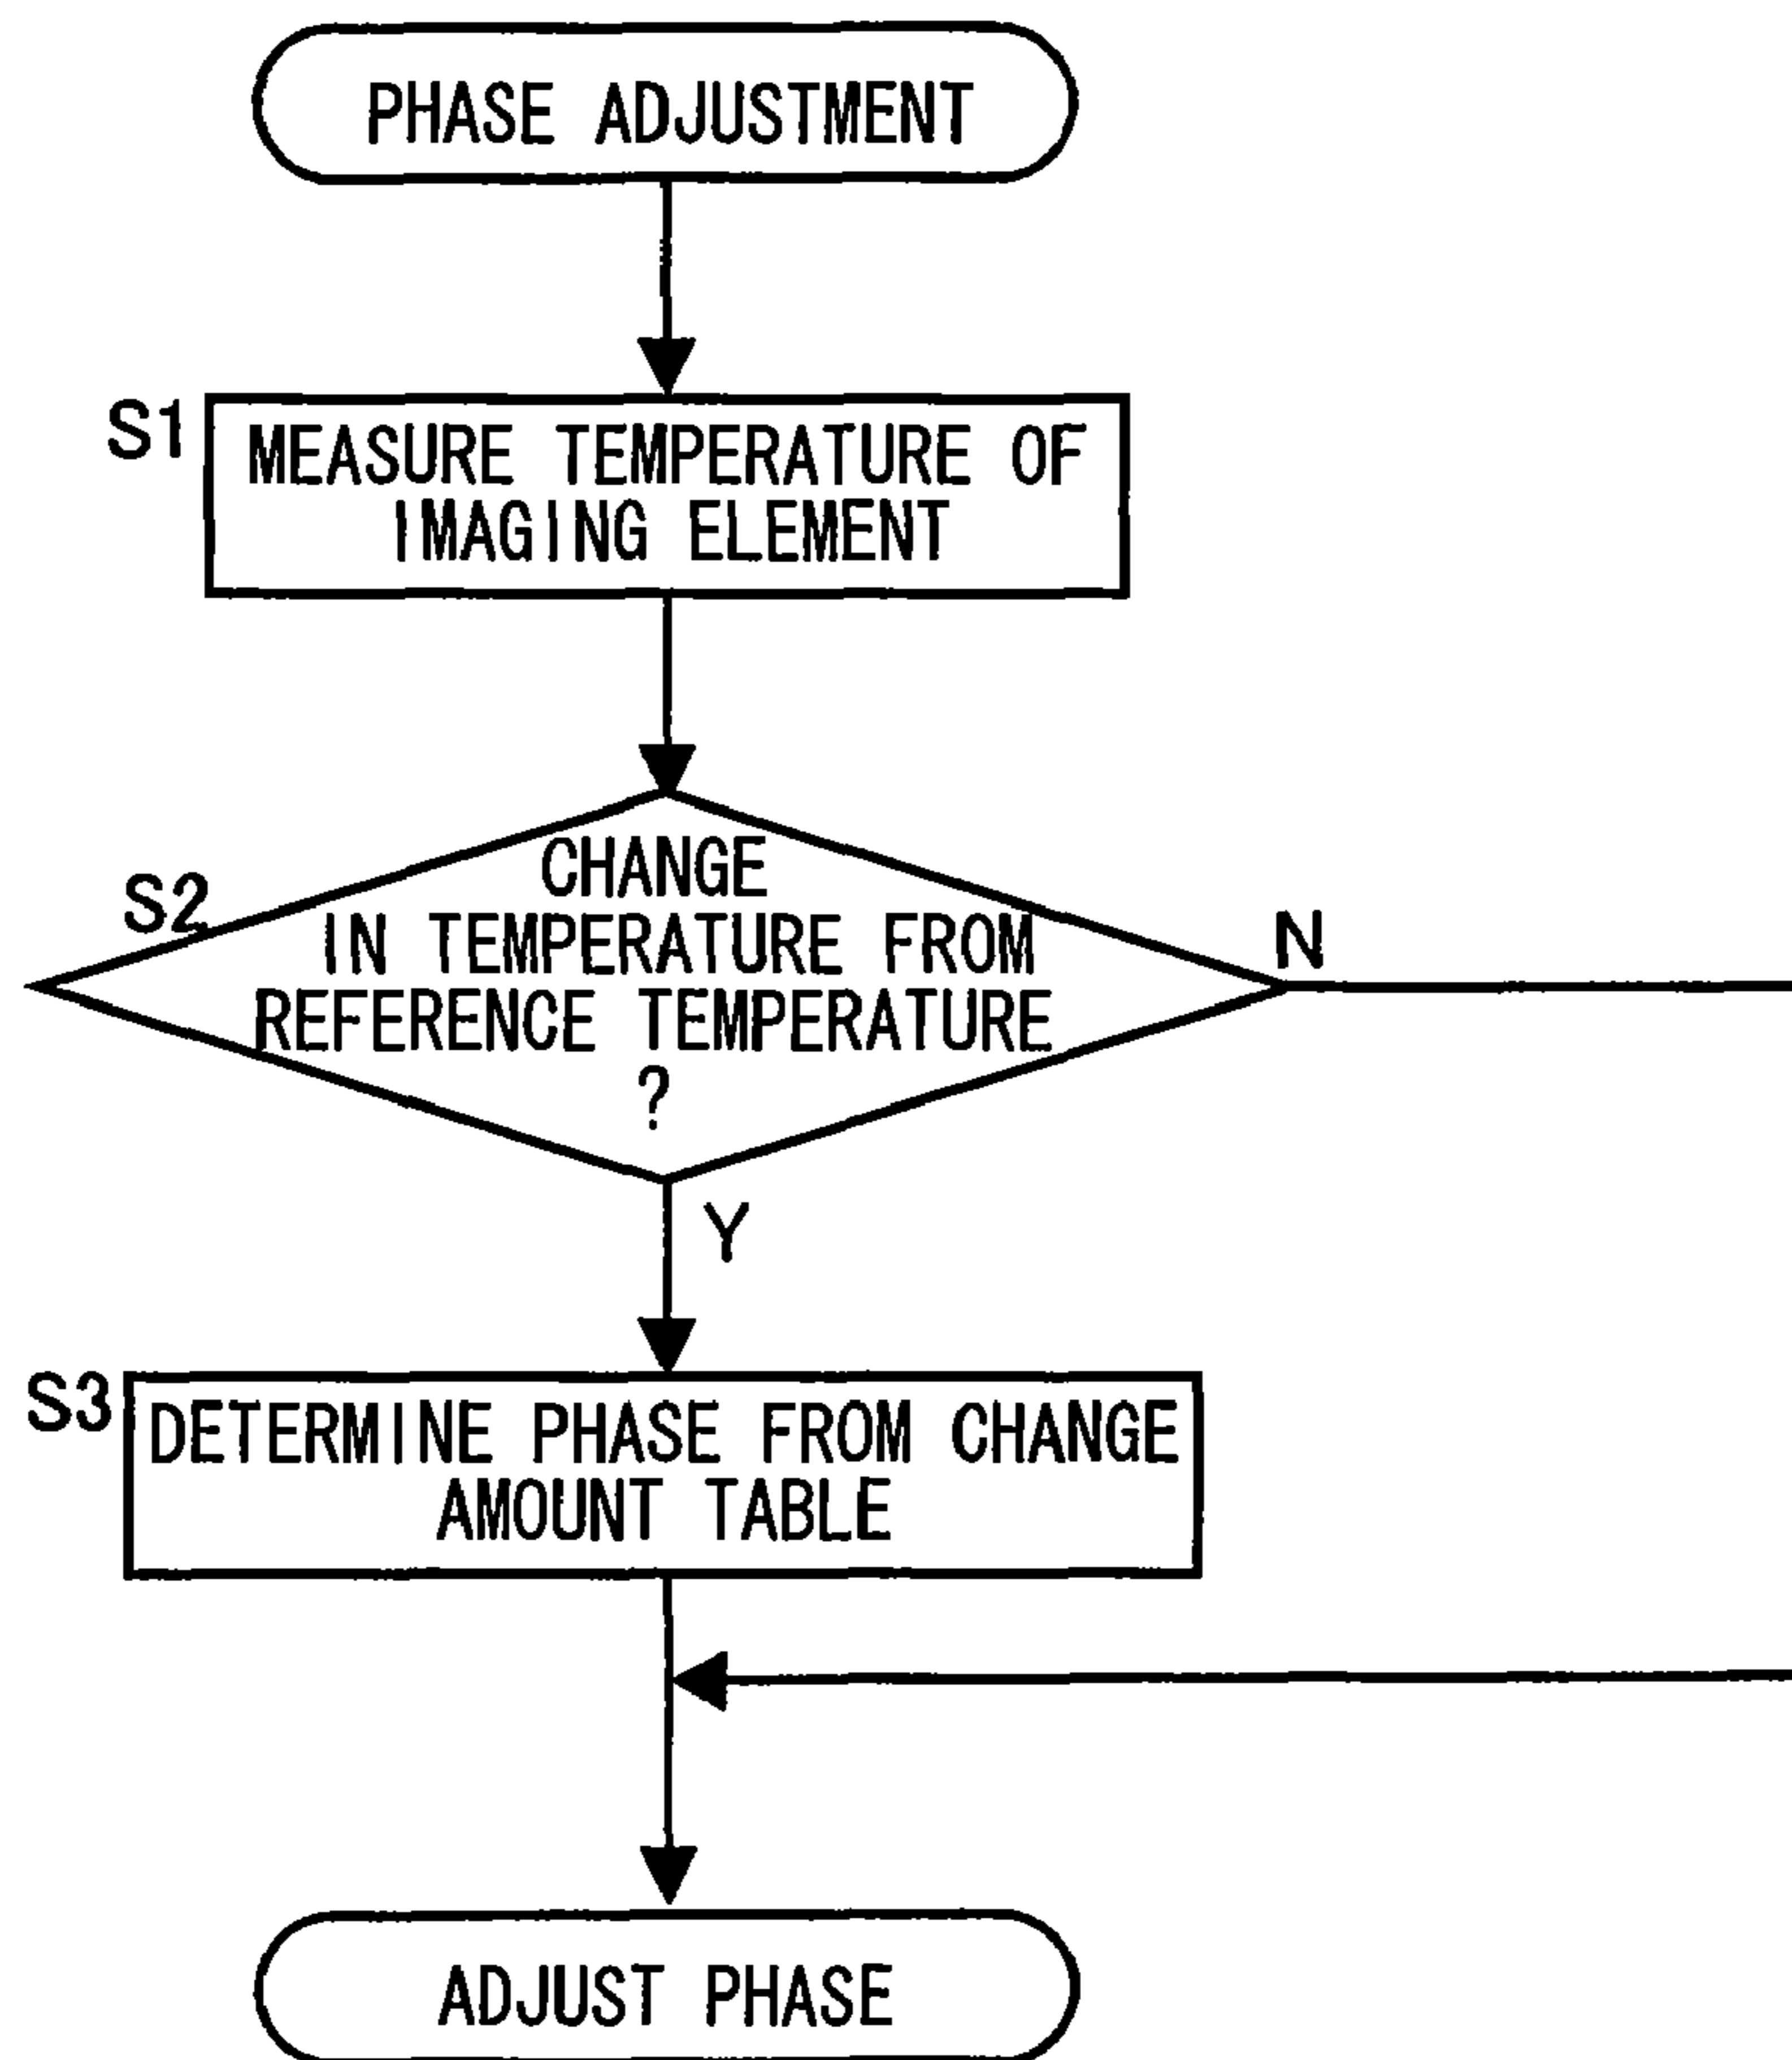 PHASE ADJUSTMENT
S1
MEASURE TEMPERATURE OF
IMAGING ELEMENT
S2
CHANGE
IN TEMPERATURE FROM
REFERENCE TEMPERATURE
?
N
Y
S3
DETERMINE PHASE FROM CHANGE
AMOUNT TABLE
ADJUST PHASE